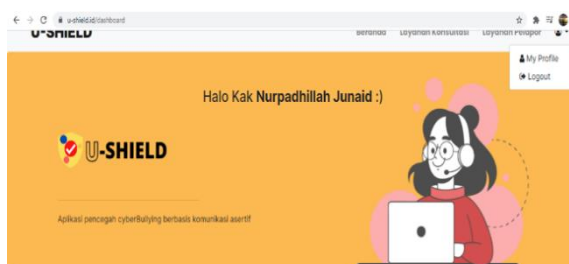 u-shield.id/dashboard
U-SHIELD
Beranda Layanan Konsultasi Layanan Pelapor
My Profile
Logout
Halo Kak Nurpadhillah Junaid :)
U-SHIELD
Aplikasi pencegah cyberBullying berbasis komunikasi asertif